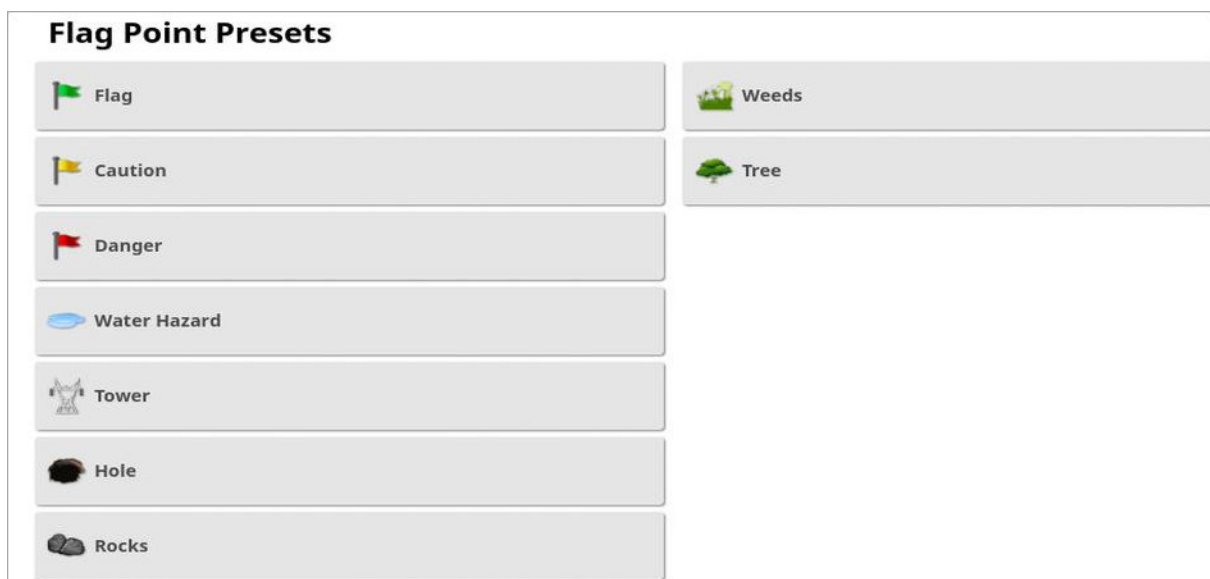 Flag Point Presets
Flag
Caution
Danger
Water Hazard
Tower
Hole
Rocks
Weeds
Tree